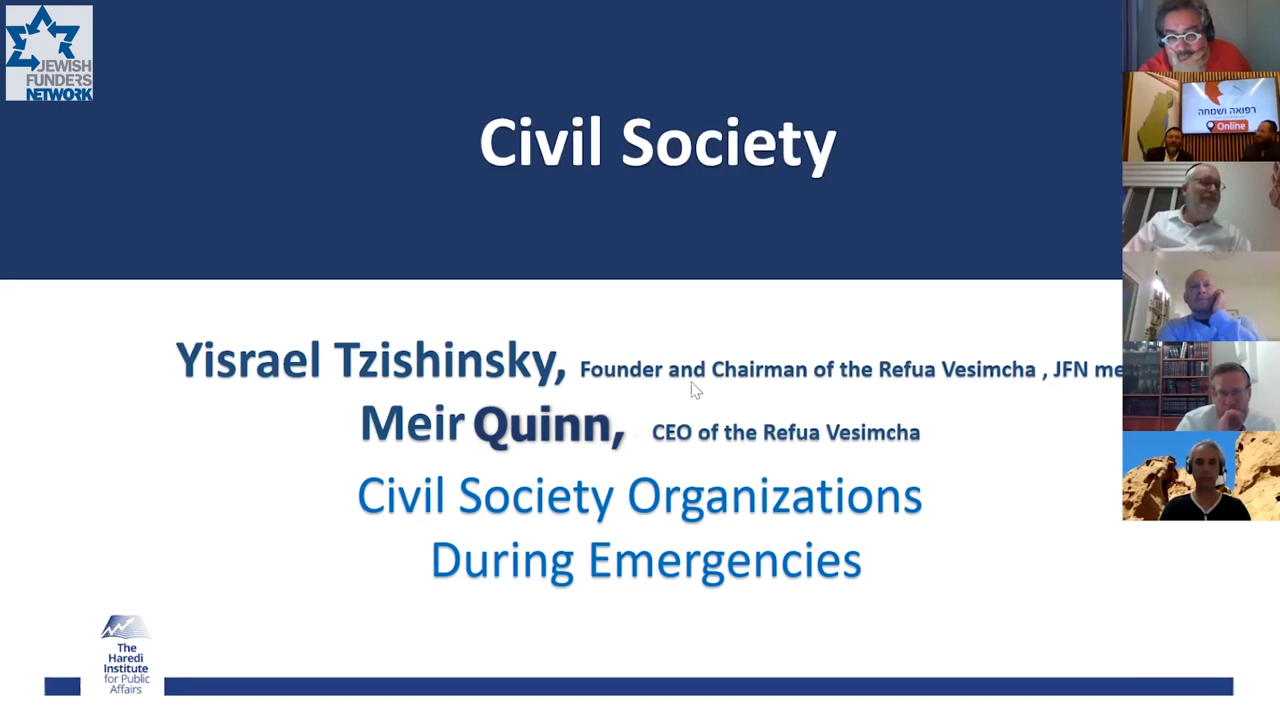 JEWISH
FUNDERS
NETWORK
Civil Society
רפואה ושמחה
Online
Yisrael Tzishinsky, Founder and Chairman of the Refua Vesimcha , JFN me
Meir Quinn, CEO of the Refua Vesimcha
Civil Society Organizations
During Emergencies
The
Haredi
Institute
for Public
Affairs